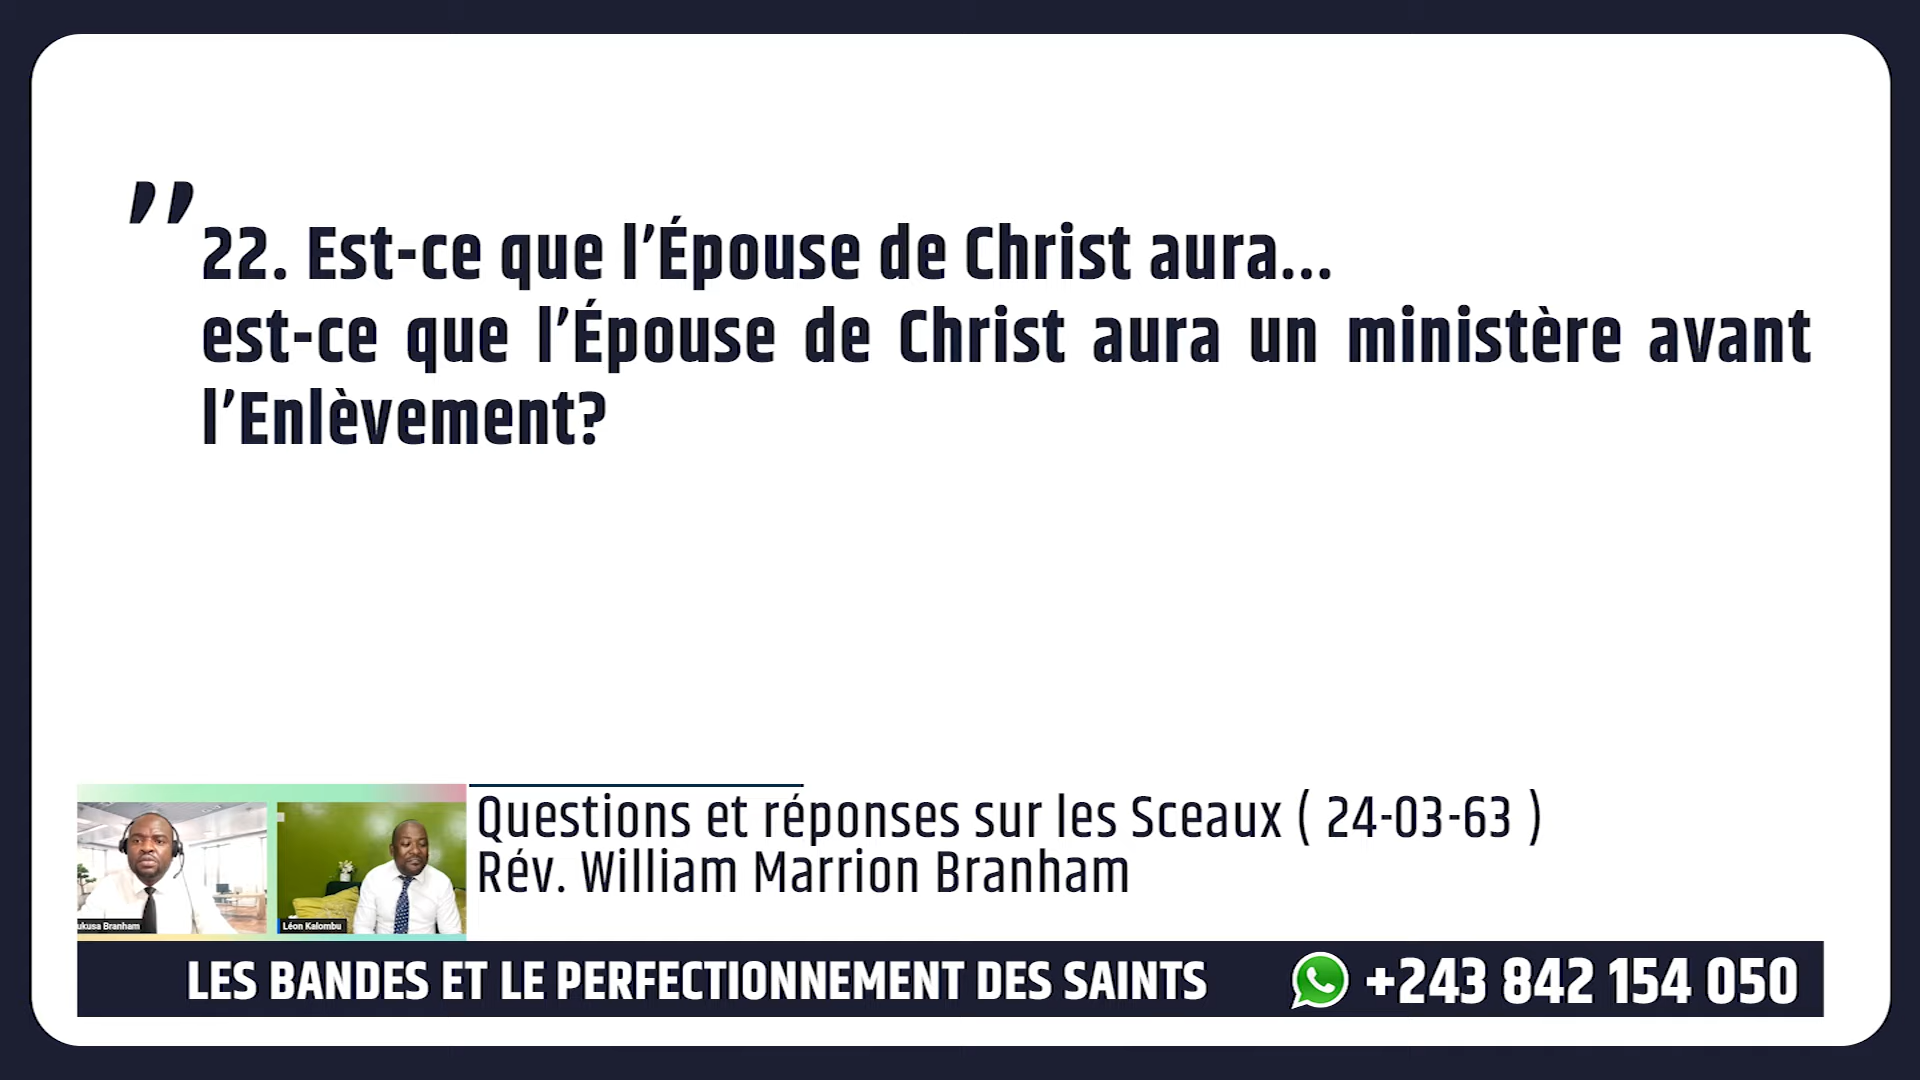 ”
22. Est-ce que l’Épouse de Christ aura...
est-ce que l’Épouse de Christ aura un ministère avant
l’Enlèvement?
Questions et réponses sur les Sceaux ( 24-03-63 )
Rév. William Marrion Branham
ukusa Branham
Léon Kalombu
LES BANDES ET LE PERFECTIONNEMENT DES SAINTS
+243 842 154 050